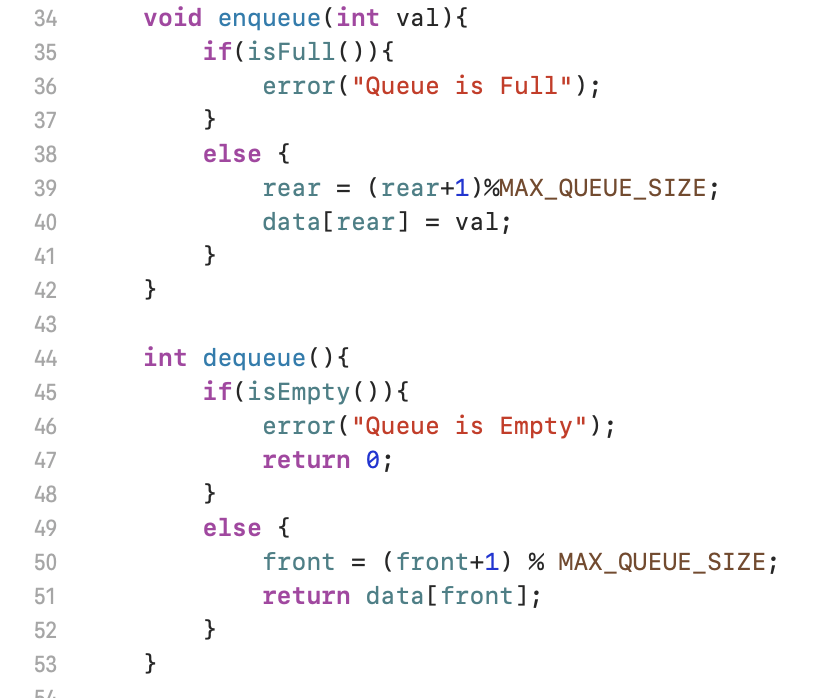 34 void enqueue(int val){
35 if(isFull()){
36 error("Queue is Full");
37 }
38 else {
39 rear = (rear+1)%MAX_QUEUE_SIZE;
40 data[rear] = val;
41 }
42 }
43
44 int dequeue(){
45 if(isEmpty()){
46 error("Queue is Empty");
47 return 0;
48 }
49 else {
50 front = (front+1) % MAX_QUEUE_SIZE;
51 return data[front];
52 }
53 }
54